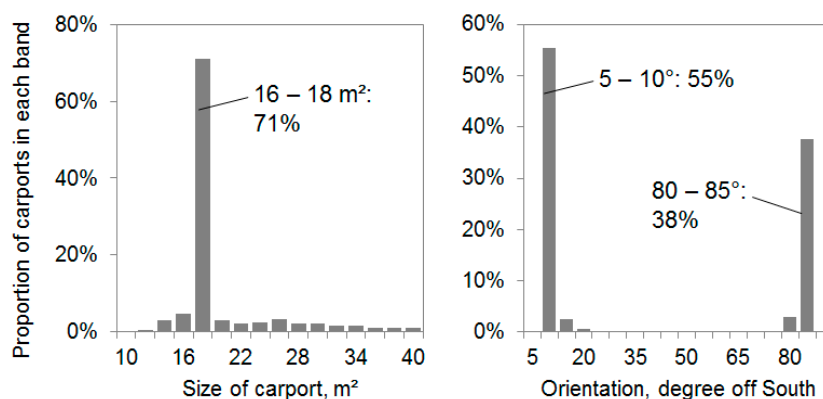 Proportion of carports in each band
80%
60%
40%
20%
0%
16 – 18 m²:
71%
10 16 22 28 34 40
Size of carport, m²
60%
50%
40%
30%
20%
10%
0%
5 – 10°: 55%
80 – 85°:
38%
5 20 35 50 65 80
Orientation, degree off South